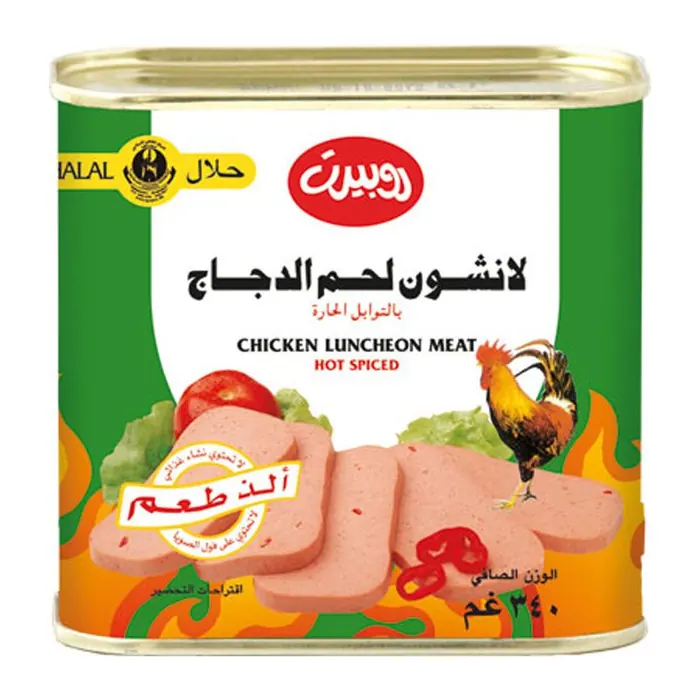 HALAL حلال
روبيرت
لانشون لحم الدجاج
بالتوابل الحارة
CHICKEN LUNCHEON MEAT
HOT SPICED
لا تحتوي نشاء غذائي
ألذ طعم
لا تحتوي على فول الصويا
اقتراحات التحضير
الوزن الصافي
٣٤٠ غم